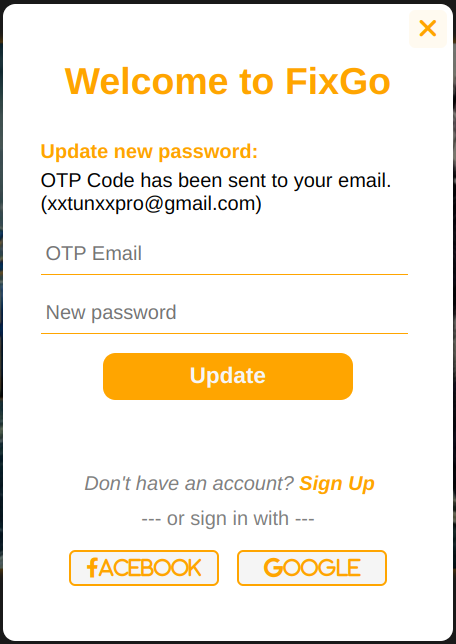 Welcome to FixGo
Update new password:
OTP Code has been sent to your email.
(xxtunxxpro@gmail.com)
OTP Email
New password
Update
Don't have an account? Sign Up
--- or sign in with ---
FACEBOOK
GOOGLE